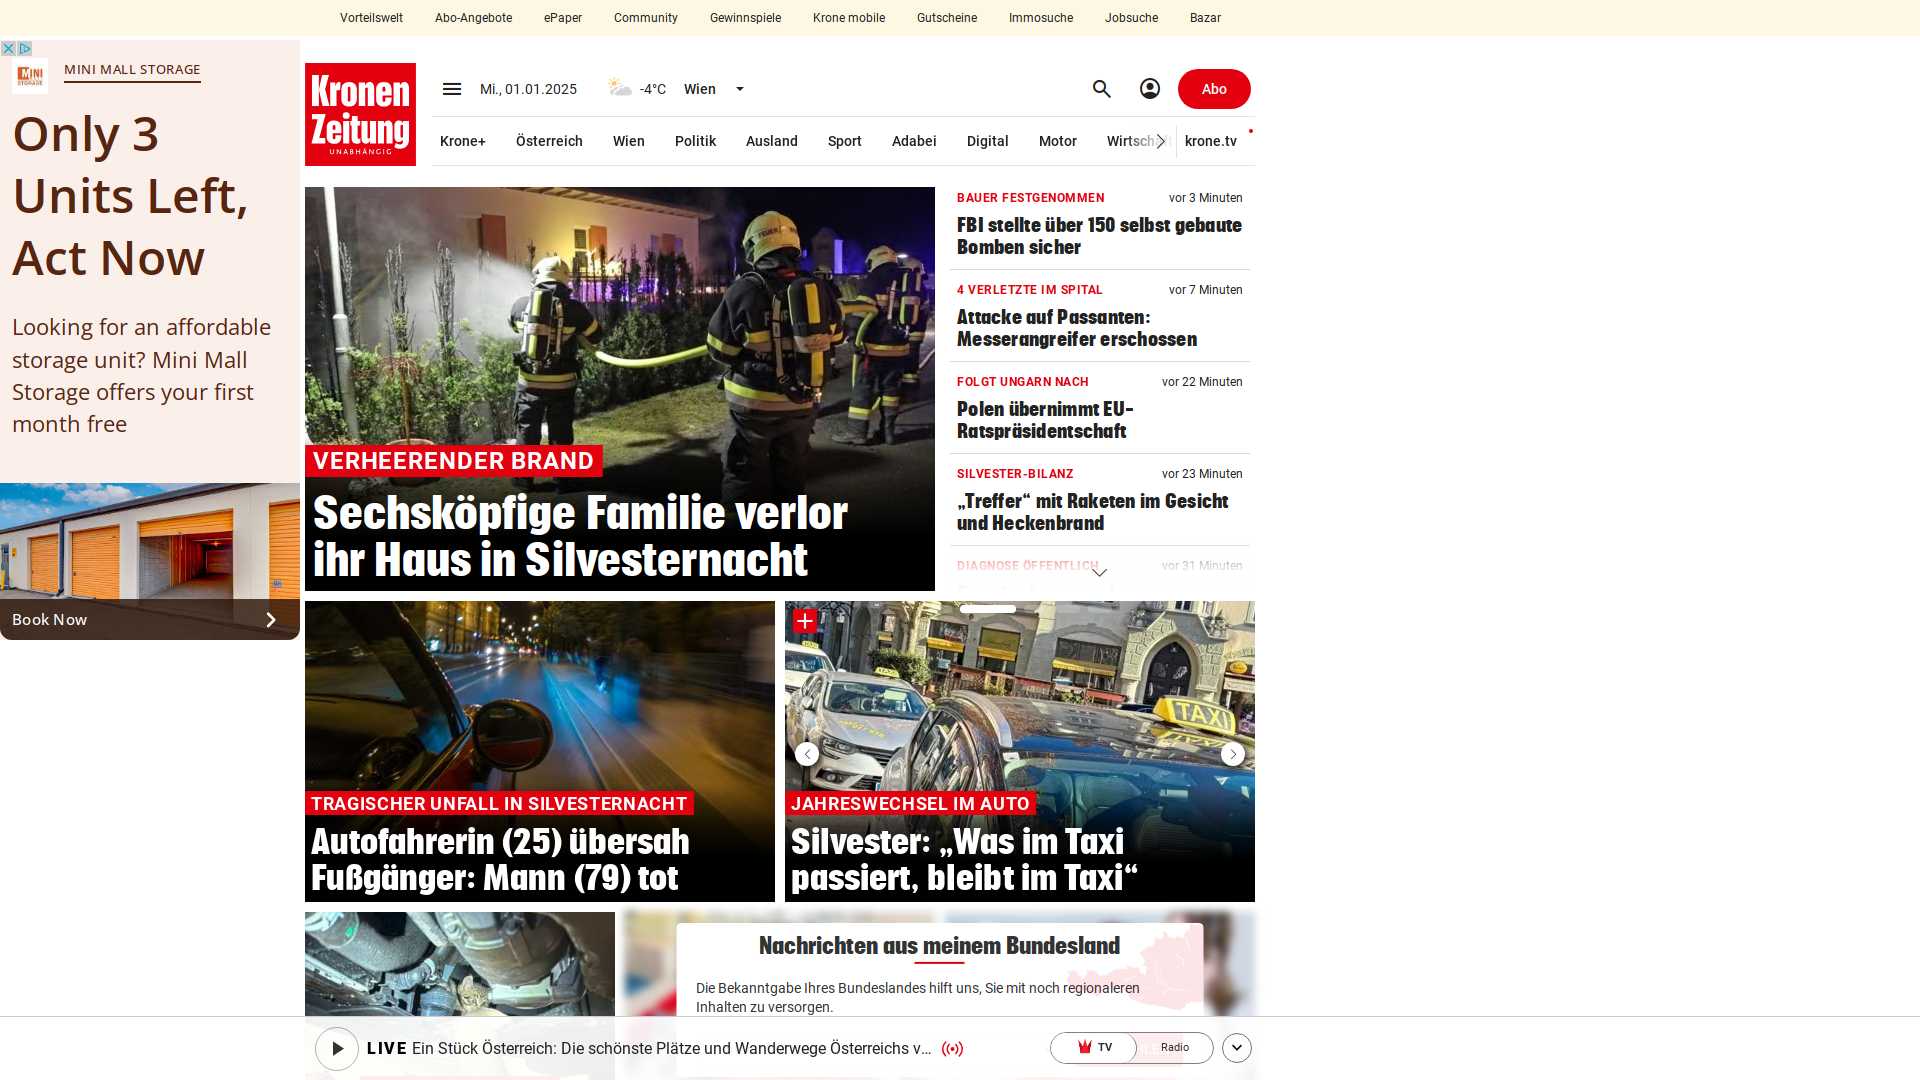 Vorteilswelt Abo-Angebote ePaper Community Gewinnspiele Krone mobile Gutscheine Immosuche Jobsuche Bazar
MINI
STORAGE
MINI MALL STORAGE
Only 3
Units Left,
Act Now
Looking for an affordable
storage unit? Mini Mall
Storage offers your first
month free
Book Now
Kronen
Zeitung
UNABHÄNGIG
Mi., 01.01.2025 -4°C Wien
Abo
Krone+ Österreich Wien Politik Ausland Sport Adabei Digital Motor Wirtschaft krone.tv
VERHEERENDER BRAND
Sechsköpfige Familie verlor
ihr Haus in Silvesternacht
BAUER FESTGENOMMEN vor 3 Minuten
FBI stellte über 150 selbst gebaute
Bomben sicher
4 VERLETZTE IM SPITAL vor 7 Minuten
Attacke auf Passanten:
Messerangreifer erschossen
FOLGT UNGARN NACH vor 22 Minuten
Polen übernimmt EU-
Ratspräsidentschaft
SILVESTER-BILANZ vor 23 Minuten
„Treffer“ mit Raketen im Gesicht
und Heckenbrand
DIAGNOSE ÖFFENTLICH vor 31 Minuten
TRAGISCHER UNFALL IN SILVESTERNACHT
Autofahrerin (25) übersah
Fußgänger: Mann (79) tot
TAXI
JAHRESWECHSEL IM AUTO
Silvester: „Was im Taxi
passiert, bleibt im Taxi“
Nachrichten aus meinem Bundesland
Die Bekanntgabe Ihres Bundeslandes hilft uns, Sie mit noch regionaleren
Inhalten zu versorgen.
LIVE Ein Stück Österreich: Die schönste Plätze und Wanderwege Österreichs v...
TV Radio